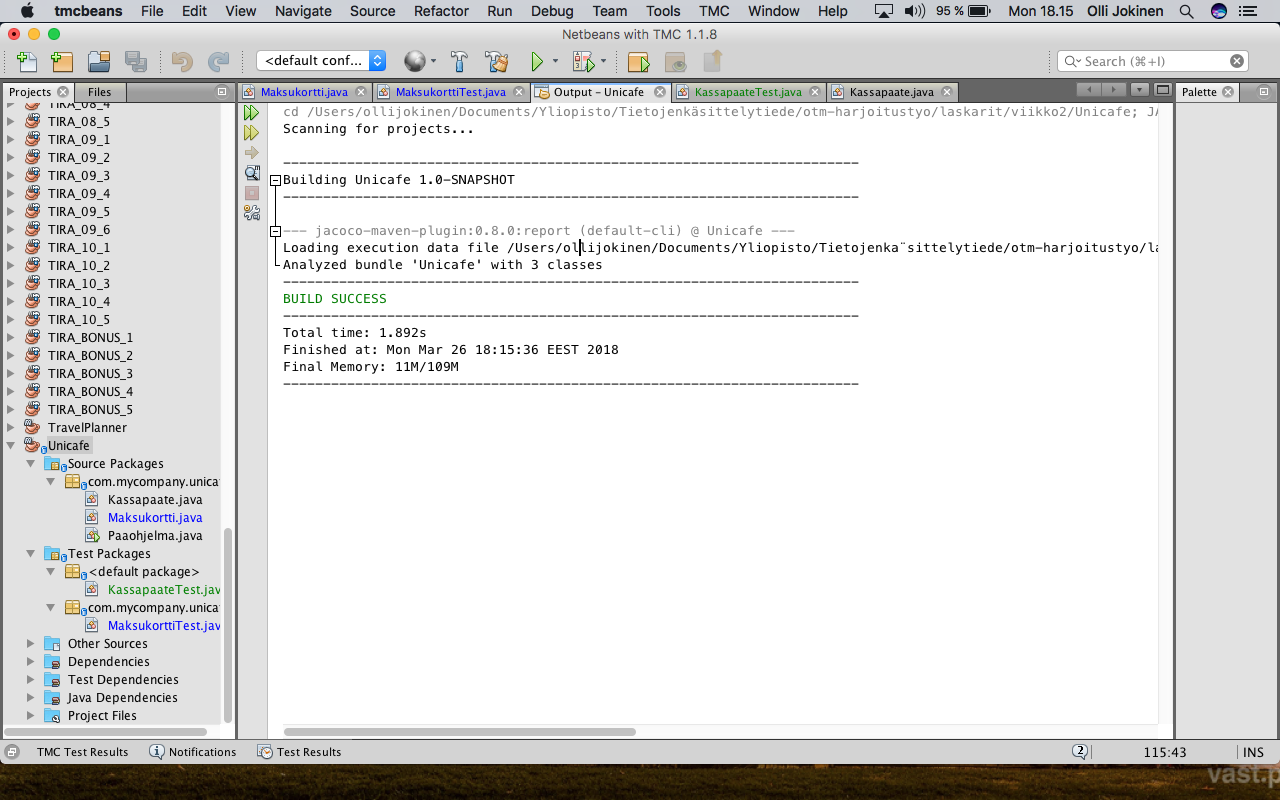 tmcbeans File Edit View Navigate Source Refactor Run Debug Team Tools TMC Window Help 95 % Mon 18.15 Olli Jokinen
Netbeans with TMC 1.1.8
<default conf...
Search (⌘+I)
Projects Files
Maksukortti.java MaksukorttiTest.java Output – Unicafe KassapaateTest.java Kassapaate.java Palette
TIRA_08_4
TIRA_08_5
TIRA_09_1
TIRA_09_2
TIRA_09_3
TIRA_09_4
TIRA_09_5
TIRA_09_6
TIRA_10_1
TIRA_10_2
TIRA_10_3
TIRA_10_4
TIRA_10_5
TIRA_BONUS_1
TIRA_BONUS_2
TIRA_BONUS_3
TIRA_BONUS_4
TIRA_BONUS_5
TravelPlanner
Unicafe
Source Packages
com.mycompany.unica
Kassapaate.java
Maksukortti.java
Paaohjelma.java
Test Packages
<default package>
KassapaateTest.jav
com.mycompany.unica
MaksukorttiTest.jav
Other Sources
Dependencies
Test Dependencies
Java Dependencies
Project Files
cd /Users/ollijokinen/Documents/Yliopisto/Tietojenkäsittelytiede/otm-harjoitustyo/laskarit/viikko2/Unicafe; JA
Scanning for projects...
------------------------------------------------------------------------
Building Unicafe 1.0-SNAPSHOT
------------------------------------------------------------------------
--- jacoco-maven-plugin:0.8.0:report (default-cli) @ Unicafe ---
Loading execution data file /Users/ollijokinen/Documents/Yliopisto/Tietojenka¨sittelytiede/otm-harjoitustyo/la
Analyzed bundle 'Unicafe' with 3 classes
------------------------------------------------------------------------
BUILD SUCCESS
------------------------------------------------------------------------
Total time: 1.892s
Finished at: Mon Mar 26 18:15:36 EEST 2018
Final Memory: 11M/109M
------------------------------------------------------------------------
TMC Test Results Notifications Test Results 2 115:43 INS
vast.p